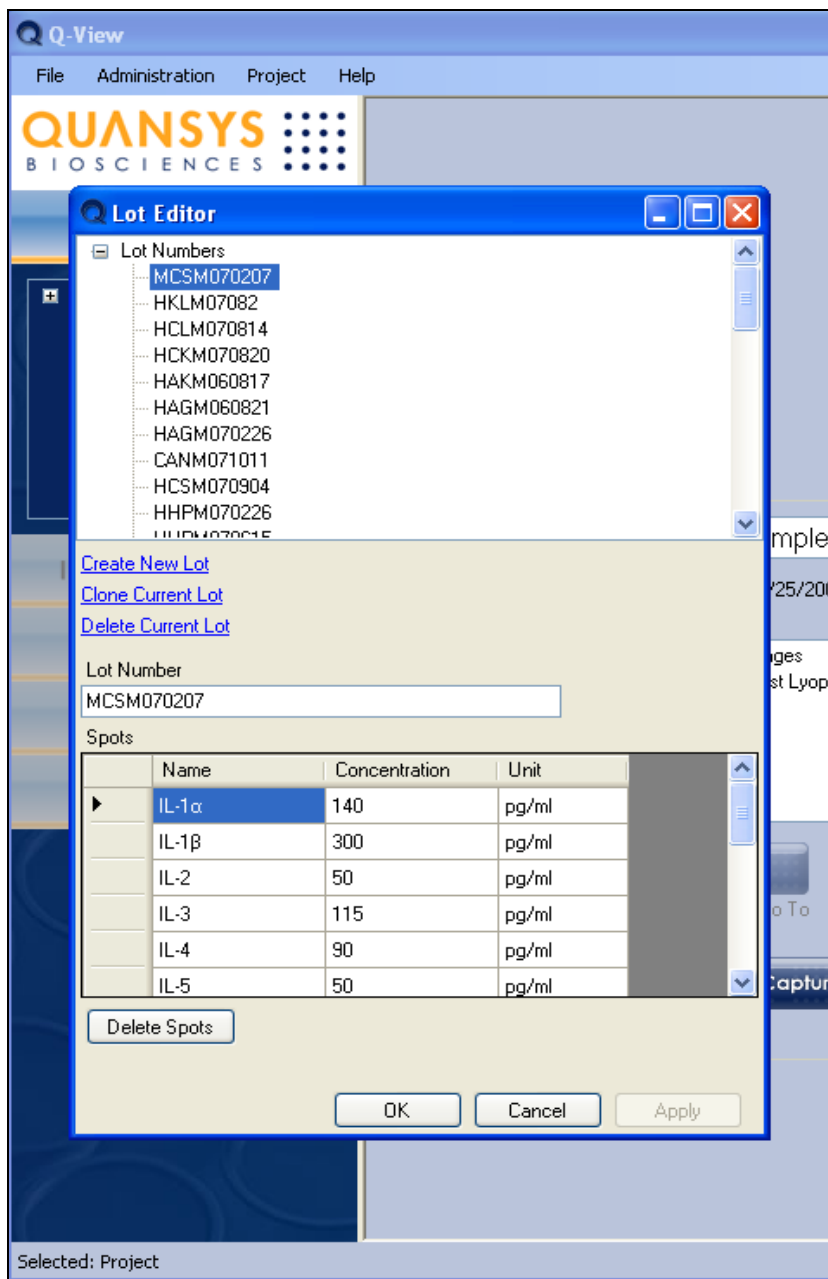 Q-View
File Administration Project Help
QUANSYS
BIOSCIENCES
Lot Editor
Lot Numbers
MCSM070207
HKLM07082
HCLM070814
HCKM070820
HAKM060817
HAGM060821
HAGM070226
CANM071011
HCSM070904
HHPM070226
Create New Lot
Clone Current Lot
Delete Current Lot
Lot Number
MCSM070207
Spots
Name Concentration Unit
IL-1α 140 pg/ml
IL-1β 300 pg/ml
IL-2 50 pg/ml
IL-3 115 pg/ml
IL-4 90 pg/ml
IL-5 50 pg/ml
Delete Spots
OK Cancel Apply
mple
/25/200
ages
st Lyop
o To
Captur
Selected: Project